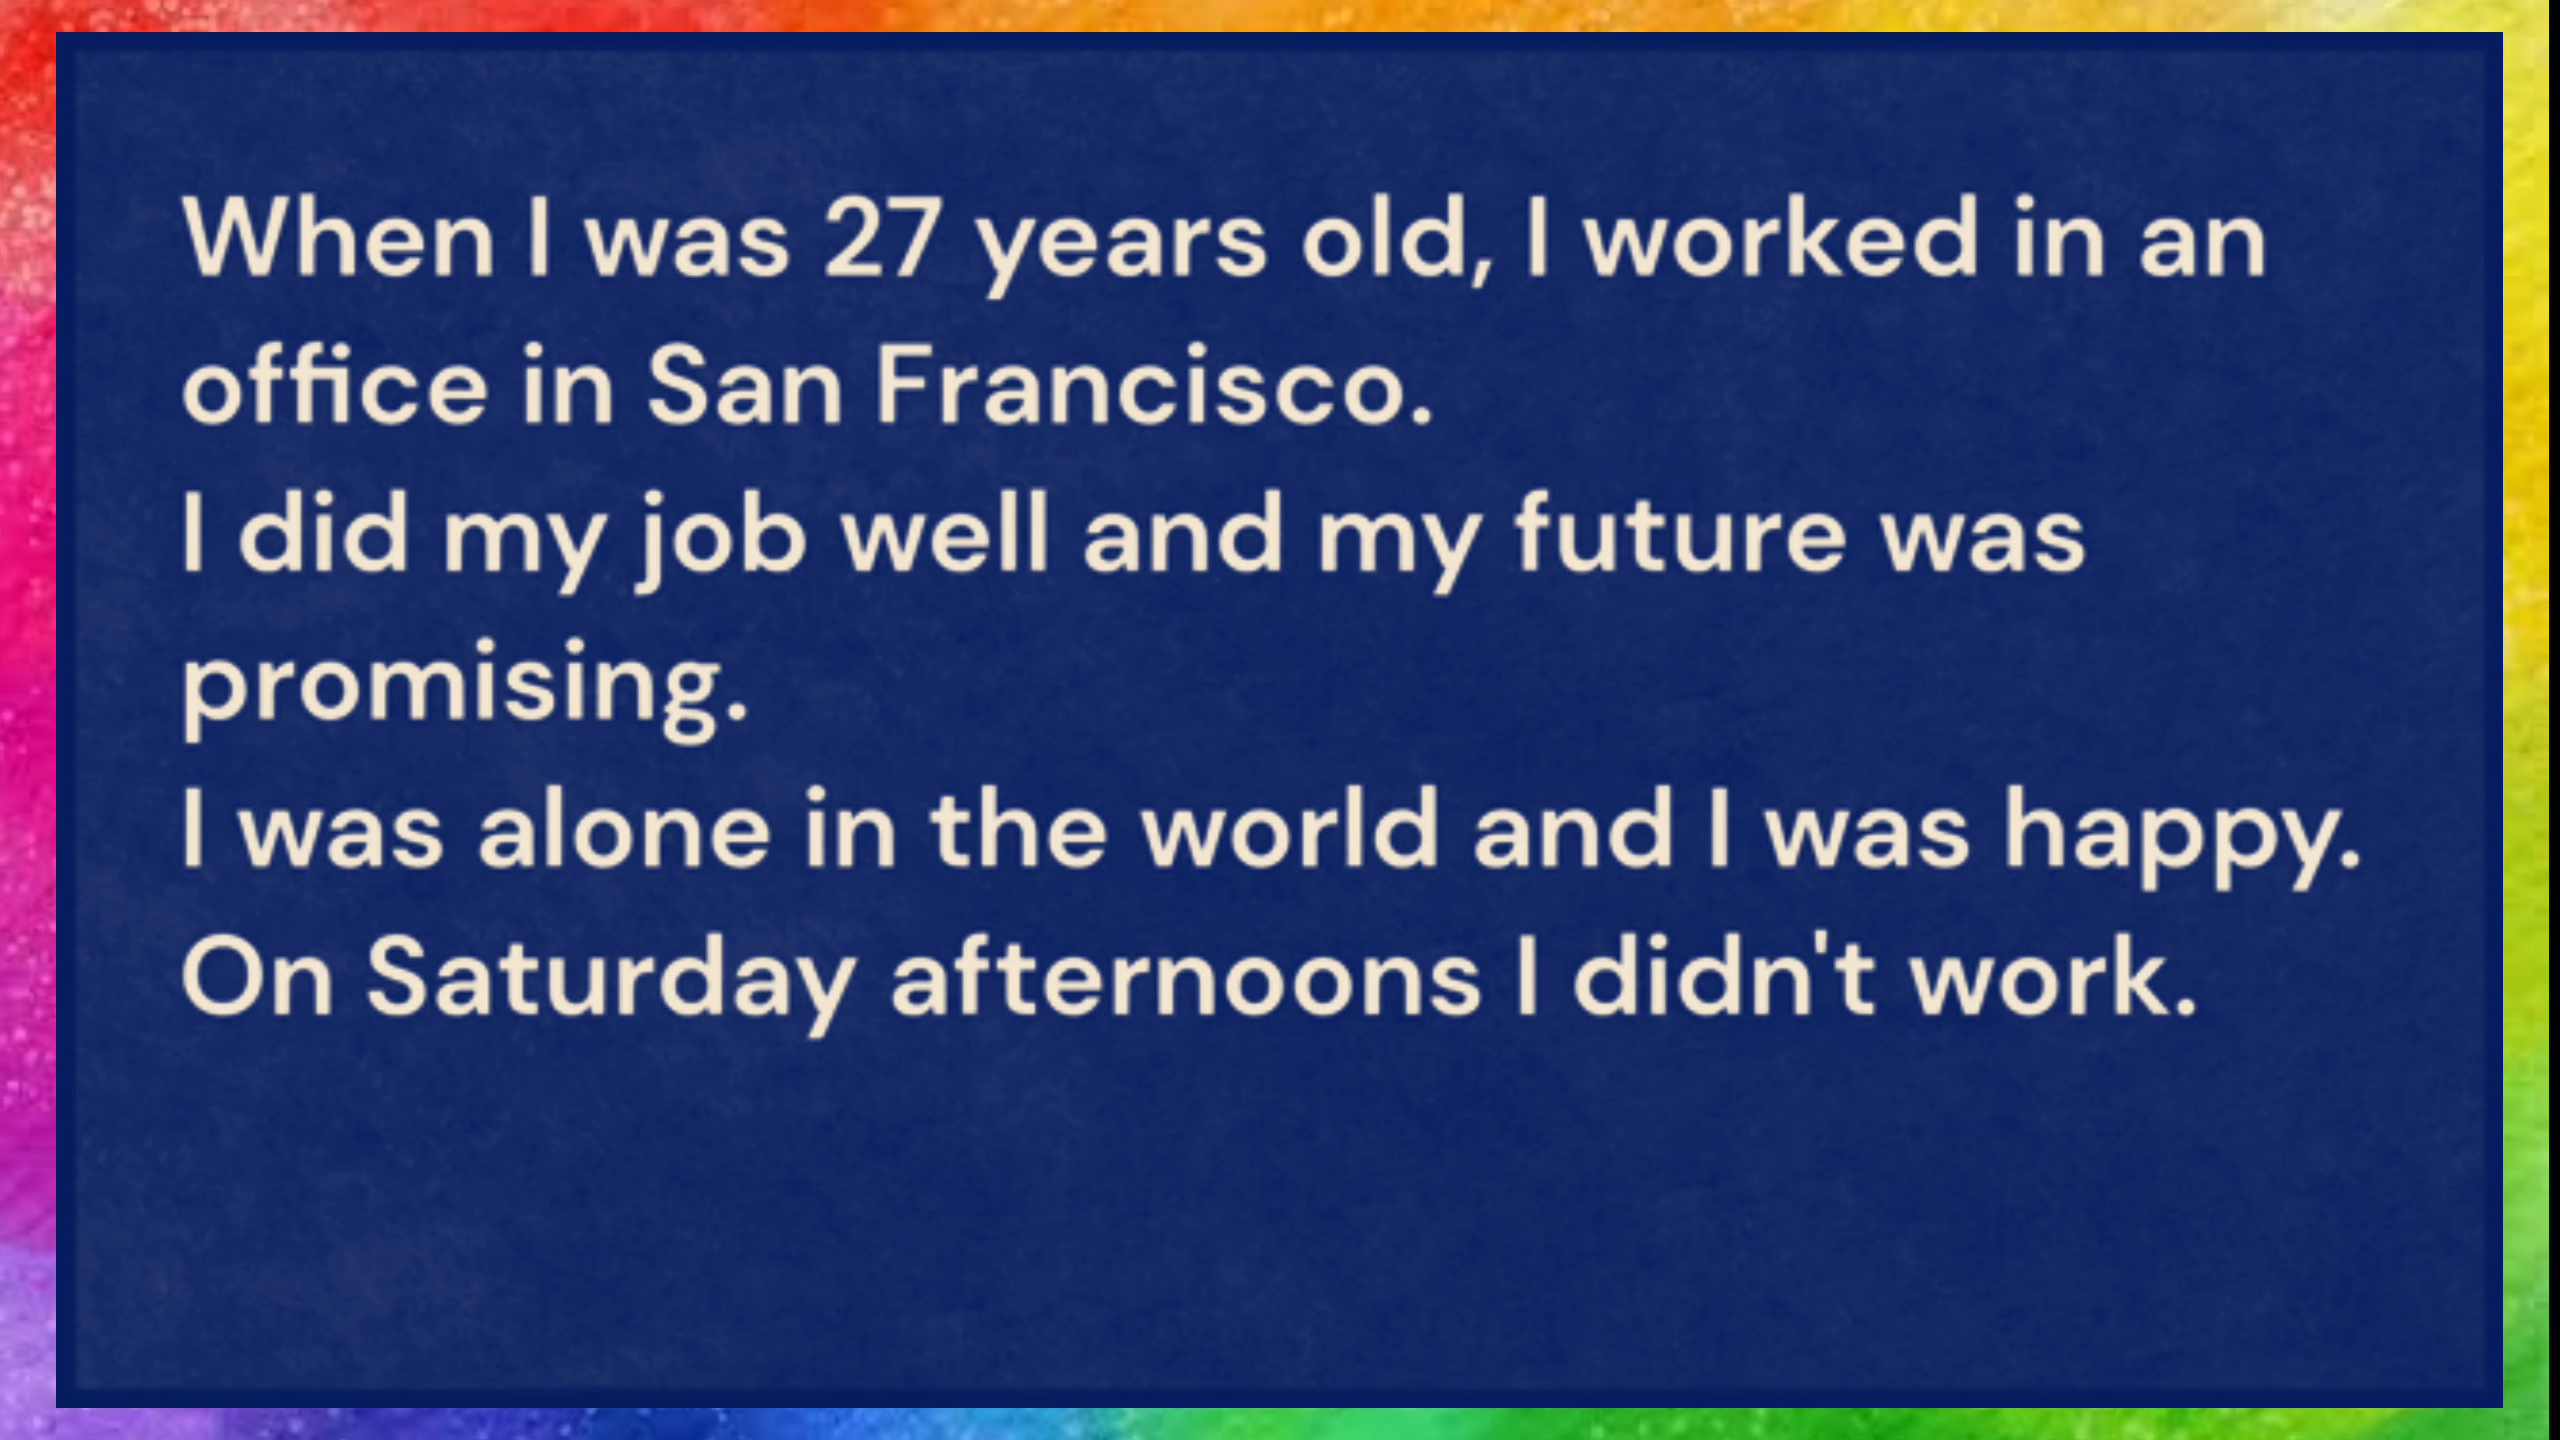 When I was 27 years old, I worked in an
office in San Francisco.
I did my job well and my future was
promising.
I was alone in the world and I was happy.
On Saturday afternoons I didn't work.